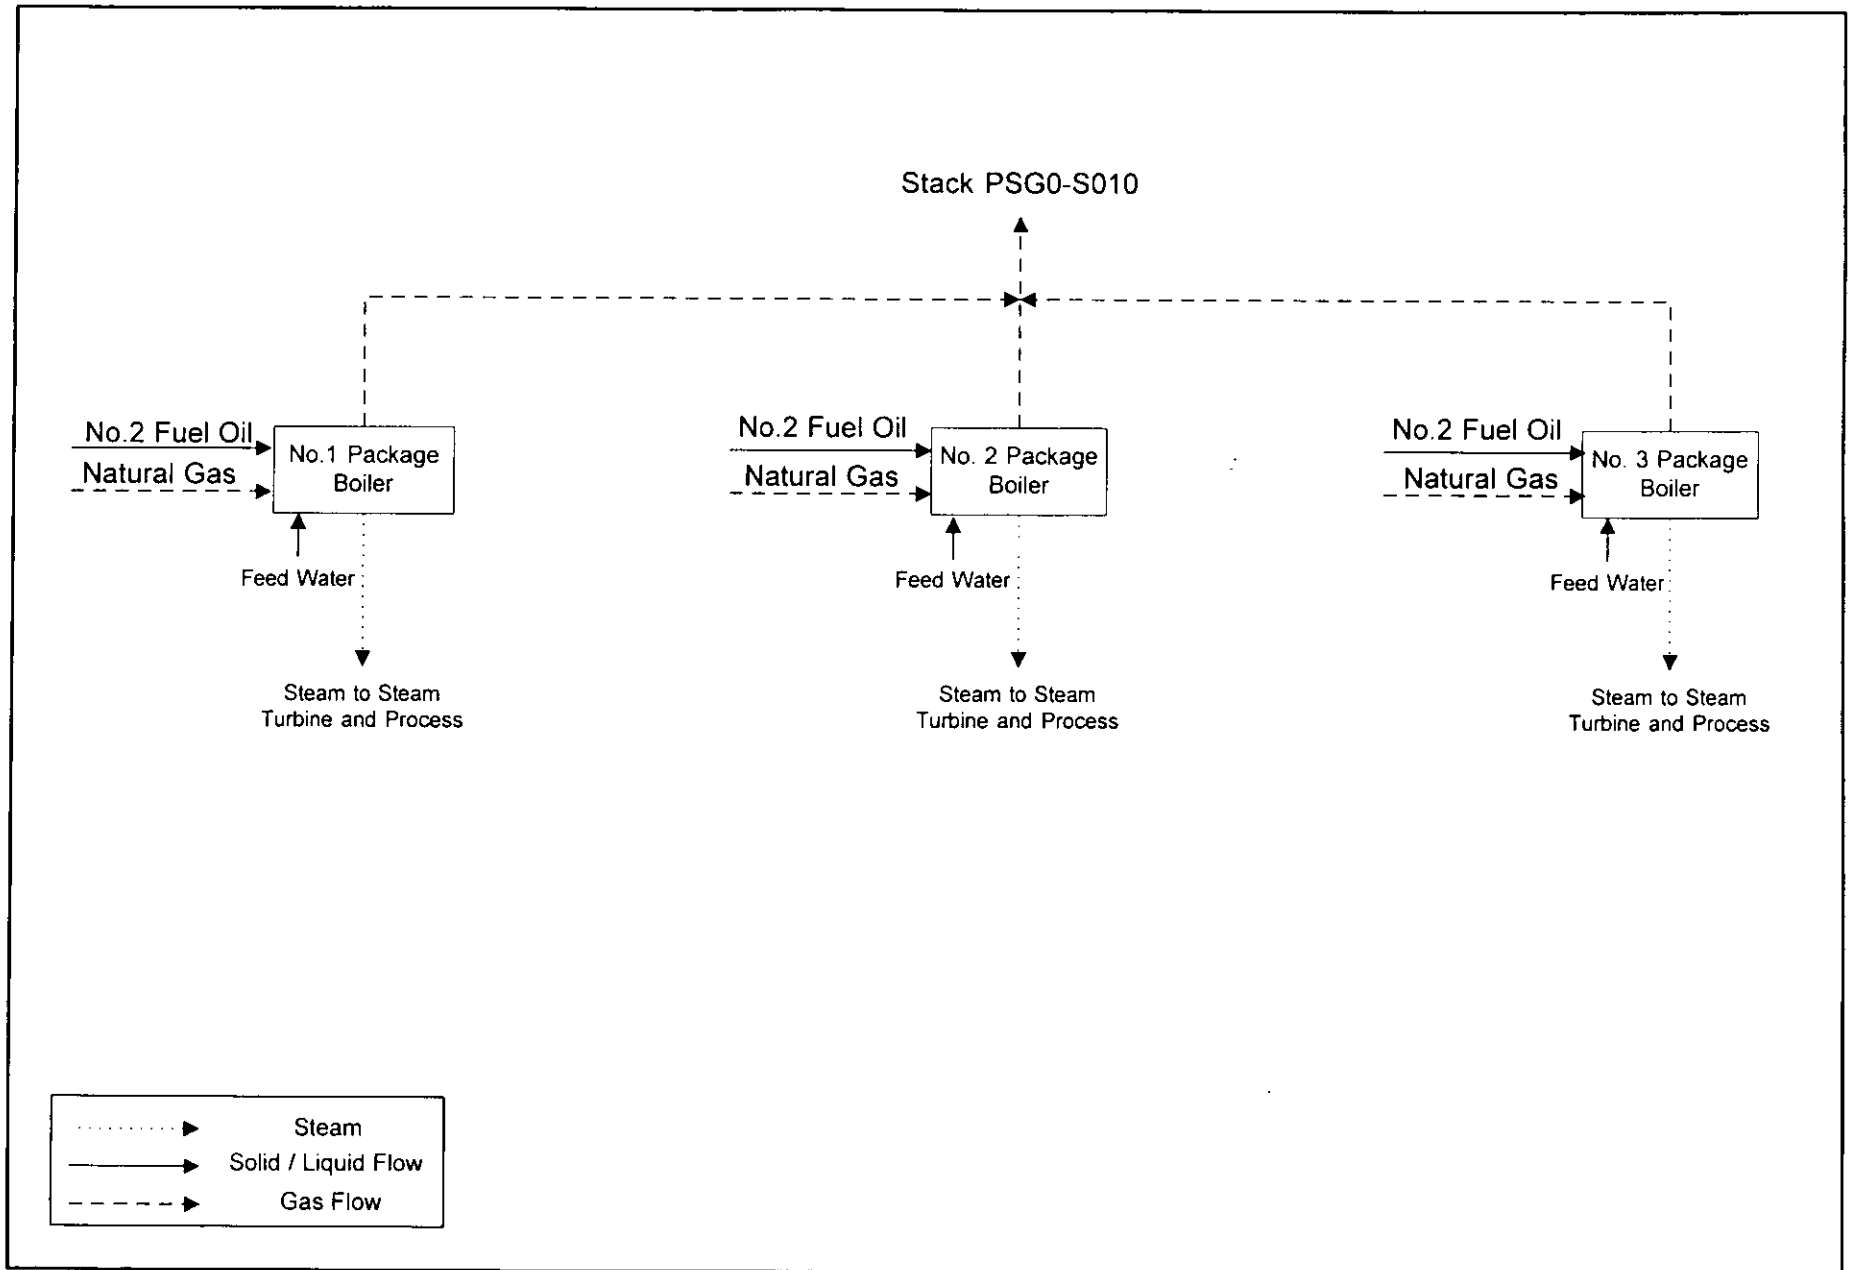 Stack PSG0-S010
No.2 Fuel Oil
Natural Gas
No.1 Package
Boiler
Feed Water
Steam to Steam
Turbine and Process
No.2 Fuel Oil
Natural Gas
No. 2 Package
Boiler
Feed Water
Steam to Steam
Turbine and Process
No.2 Fuel Oil
Natural Gas
No. 3 Package
Boiler
Feed Water
Steam to Steam
Turbine and Process
Steam
Solid / Liquid Flow
Gas Flow